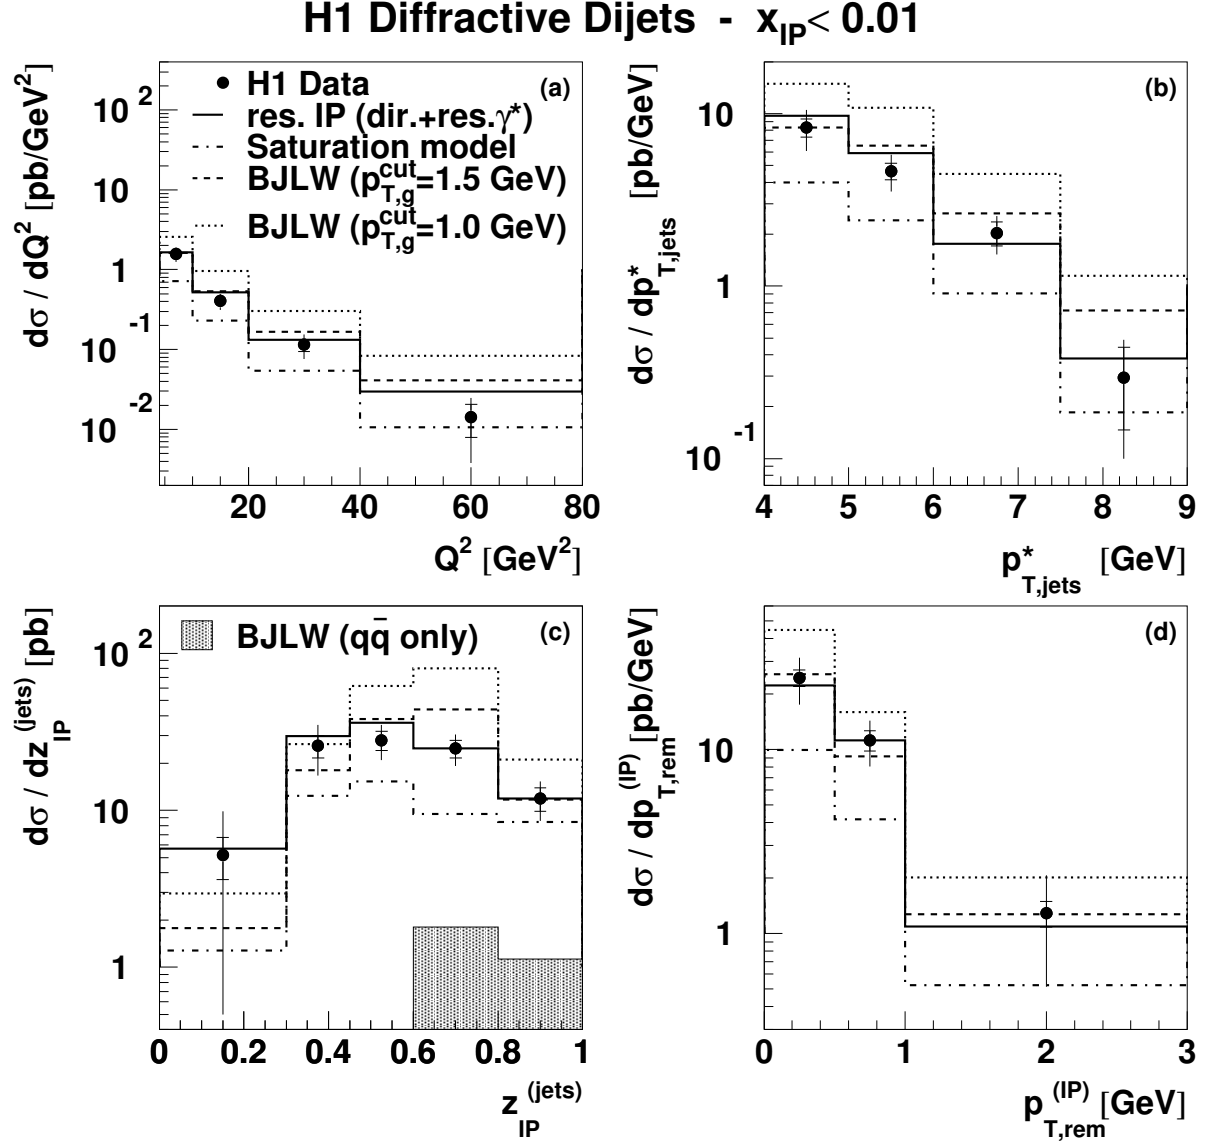 H1 Diffractive Dijets - x_IP < 0.01
dσ / dQ² [pb/GeV²]
10²
10
1
10⁻¹
10⁻²
(a)
H1 Data
res. IP (dir.+res.γ*)
Saturation model
BJLW (p_T,g^cut=1.5 GeV)
BJLW (p_T,g^cut=1.0 GeV)
20 40 60 80
Q² [GeV²]
dσ / dp*_T,jets [pb/GeV]
10
1
10⁻¹
(b)
4 5 6 7 8 9
p*_T,jets [GeV]
dσ / dz_IP^(jets) [pb]
10²
10
1
BJLW (qq̄ only)
(c)
0 0.2 0.4 0.6 0.8 1
z_IP^(jets)
dσ / dp_T,rem^(IP) [pb/GeV]
10
1
(d)
0 1 2 3
p_T,rem^(IP) [GeV]